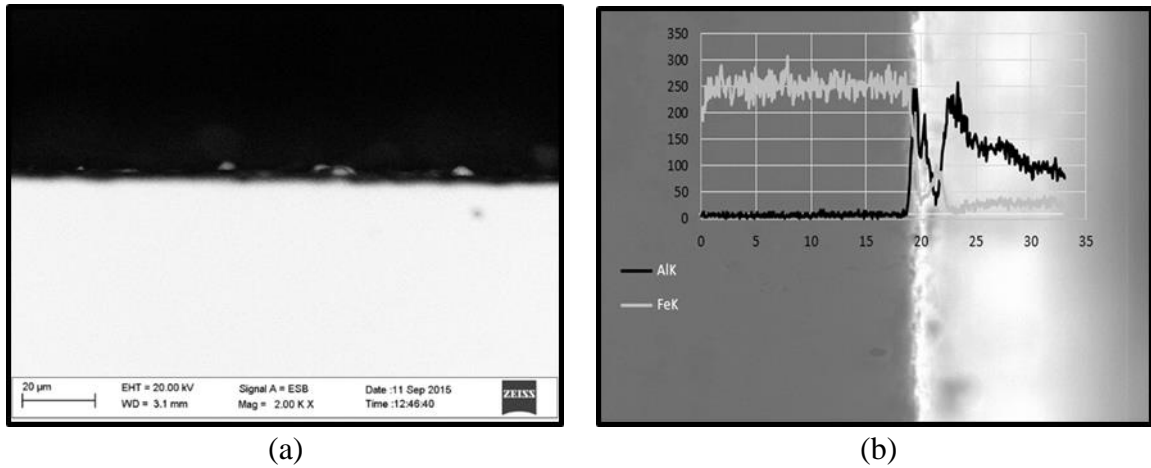 20 µm
EHT = 20.00 kV
Signal A = ESB
Date :11 Sep 2015
WD = 3.1 mm
Mag = 2.00 K X
Time :12:46:40
ZEISS
(a)
350
300
250
200
150
100
50
0
0 5 10 15 20 25 30 35
AlK
FeK
(b)